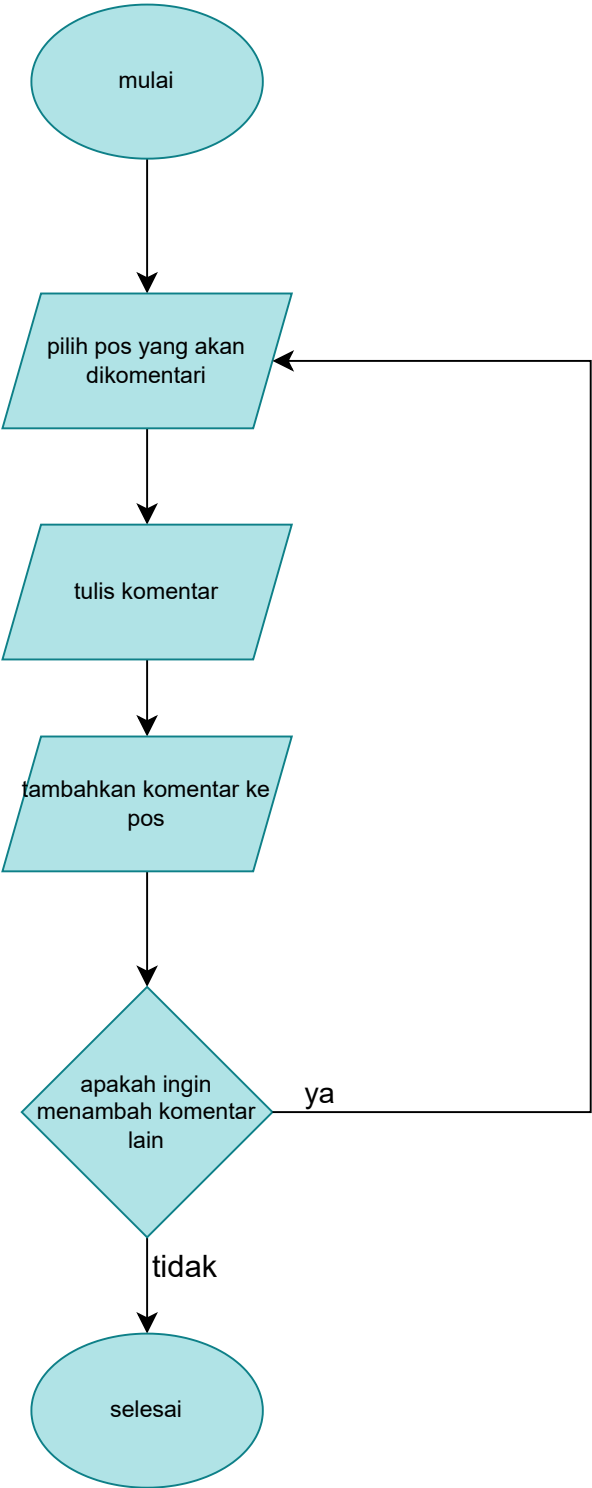 mulai
pilih pos yang akan
dikomentari
tulis komentar
tambahkan komentar ke
pos
apakah ingin
menambah komentar
lain
ya
tidak
selesai